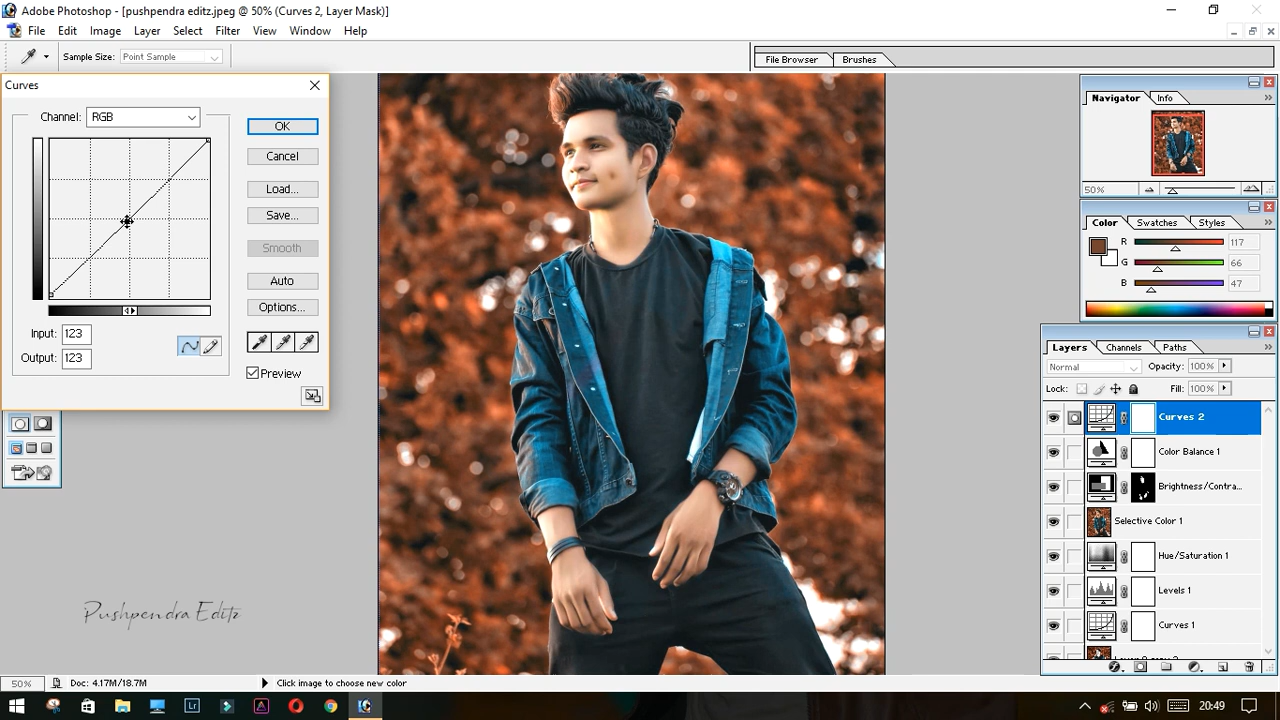 Adobe Photoshop - [pushpendra editz.jpeg @ 50% (Curves 2, Layer Mask)]
File Edit Image Layer Select Filter View Window Help
Sample Size: Point Sample
File Browser Brushes
Curves
Channel: RGB
OK
Cancel
Load...
Save...
Smooth
Auto
Options...
Input: 123
Output: 123
Preview
Navigator Info
50%
Color Swatches Styles
R 117
G 66
B 47
Layers Channels Paths
Normal Opacity: 100%
Lock: Fill: 100%
Curves 2
Color Balance 1
Brightness/Contra...
Selective Color 1
Hue/Saturation 1
Levels 1
Curves 1
Pushpendra Editz
50% Doc: 4.17M/18.7M Click image to choose new color
Lr
20:49